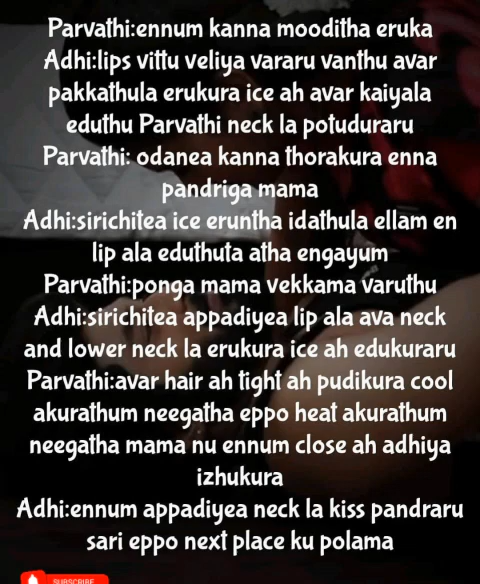 Parvathi:ennum kanna mooditha eruka
Adhi:lips vittu veliya vararu vanthu avar
pakkathula erukura ice ah avar kaiyala
eduthu Parvathi neck la potuduraru
Parvathi: odanea kanna thorakura enna
pandriga mama
Adhi:sirichitea ice eruntha idathula ellam en
lip ala eduthuta atha engayum
Parvathi:ponga mama vekkama varuthu
Adhi:sirichitea appadiyea lip ala ava neck
and lower neck la erukura ice ah edukuraru
Parvathi:avar hair ah tight ah pudikura cool
akurathum neegatha eppo heat akurathum
neegatha mama nu ennum close ah adhiya
izhukura
Adhi:ennum appadiyea neck la kiss pandraru
sari eppo next place ku polama
SUBSCRIBE